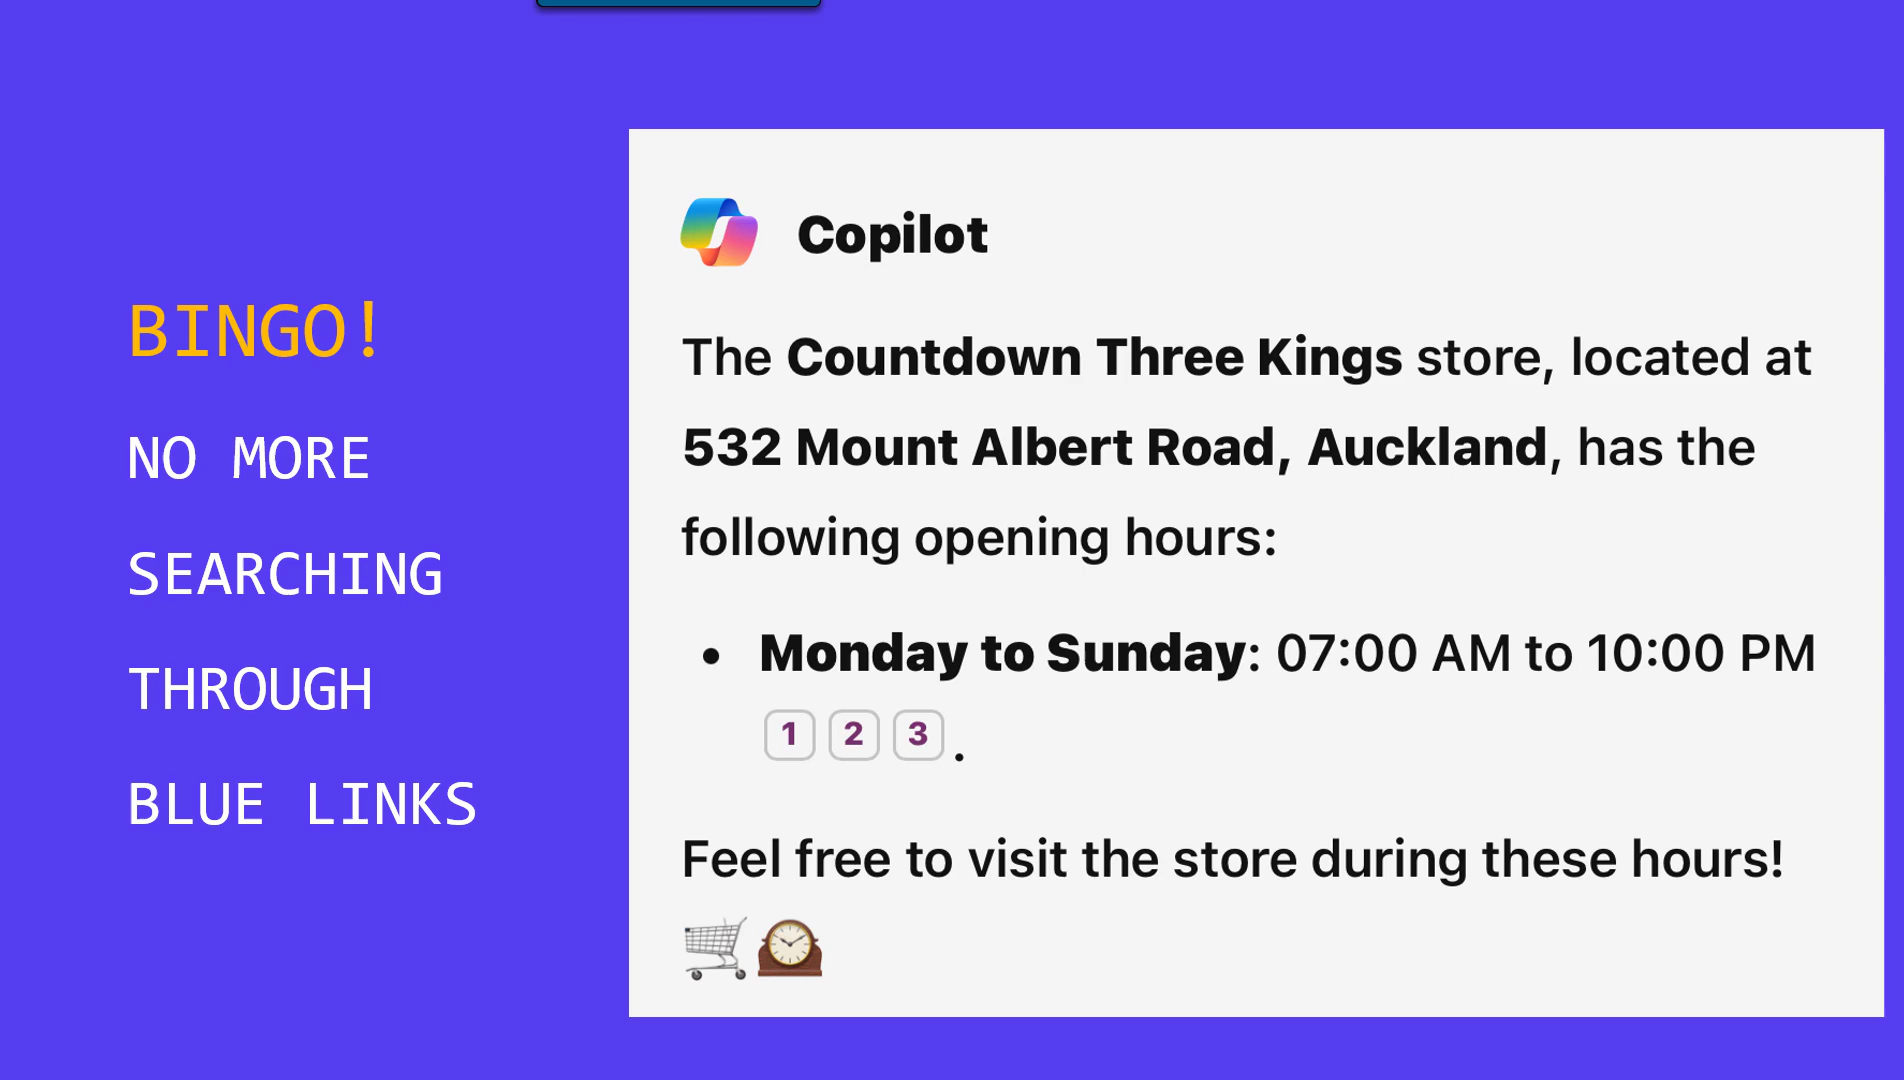 BINGO!
NO MORE
SEARCHING
THROUGH
BLUE LINKS
Copilot
The Countdown Three Kings store, located at
532 Mount Albert Road, Auckland, has the
following opening hours:
• Monday to Sunday: 07:00 AM to 10:00 PM
1 2 3 .
Feel free to visit the store during these hours!